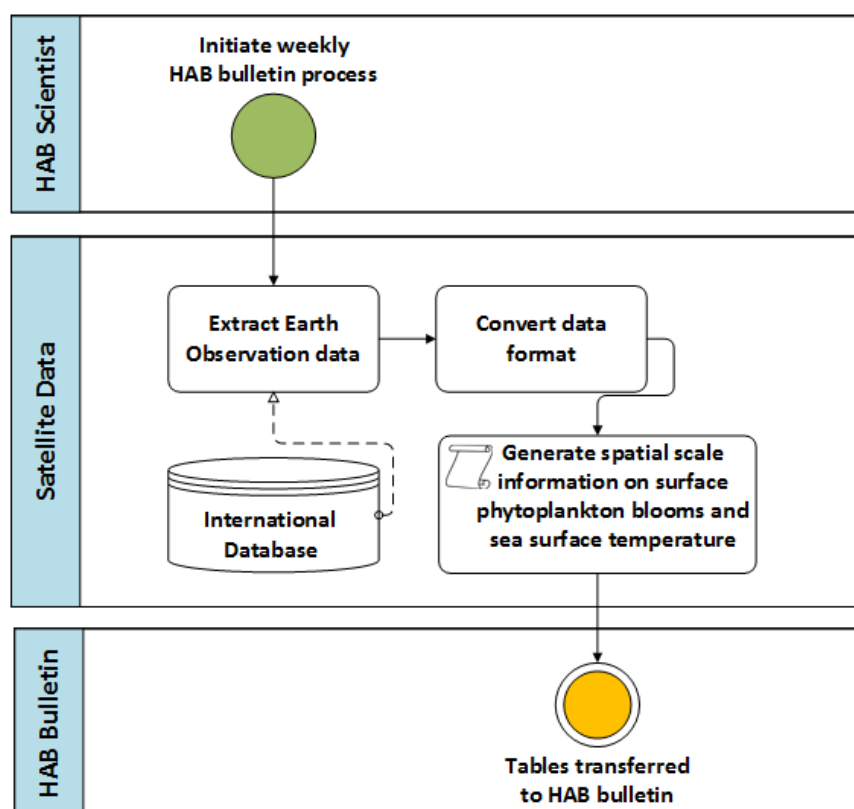 HAB Scientist
Initiate weekly
HAB bulletin process
Satellite Data
Extract Earth
Observation data
Convert data
format
International
Database
Generate spatial scale
information on surface
phytoplankton blooms and
sea surface temperature
HAB Bulletin
Tables transferred
to HAB bulletin